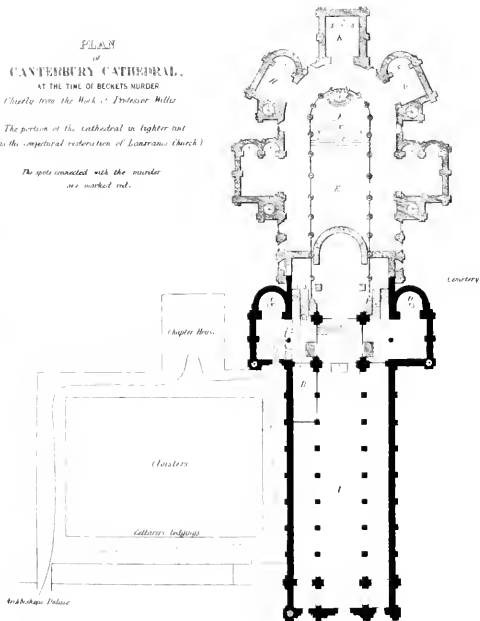 PLAN
OF
CANTERBURY CATHEDRAL,
AT THE TIME OF BECKETS MURDER
Chiefly from the Work of Professor Willis
The portion of the cathedral in lighter tint
is the conjectural restoration of Lanfrancs Church)
The spots connected with the murder
are marked red.
A
H
E
Cemetery
Chapter Hous.
B
Cloisters
I
Cellarers lodgings
Archbishops Palace